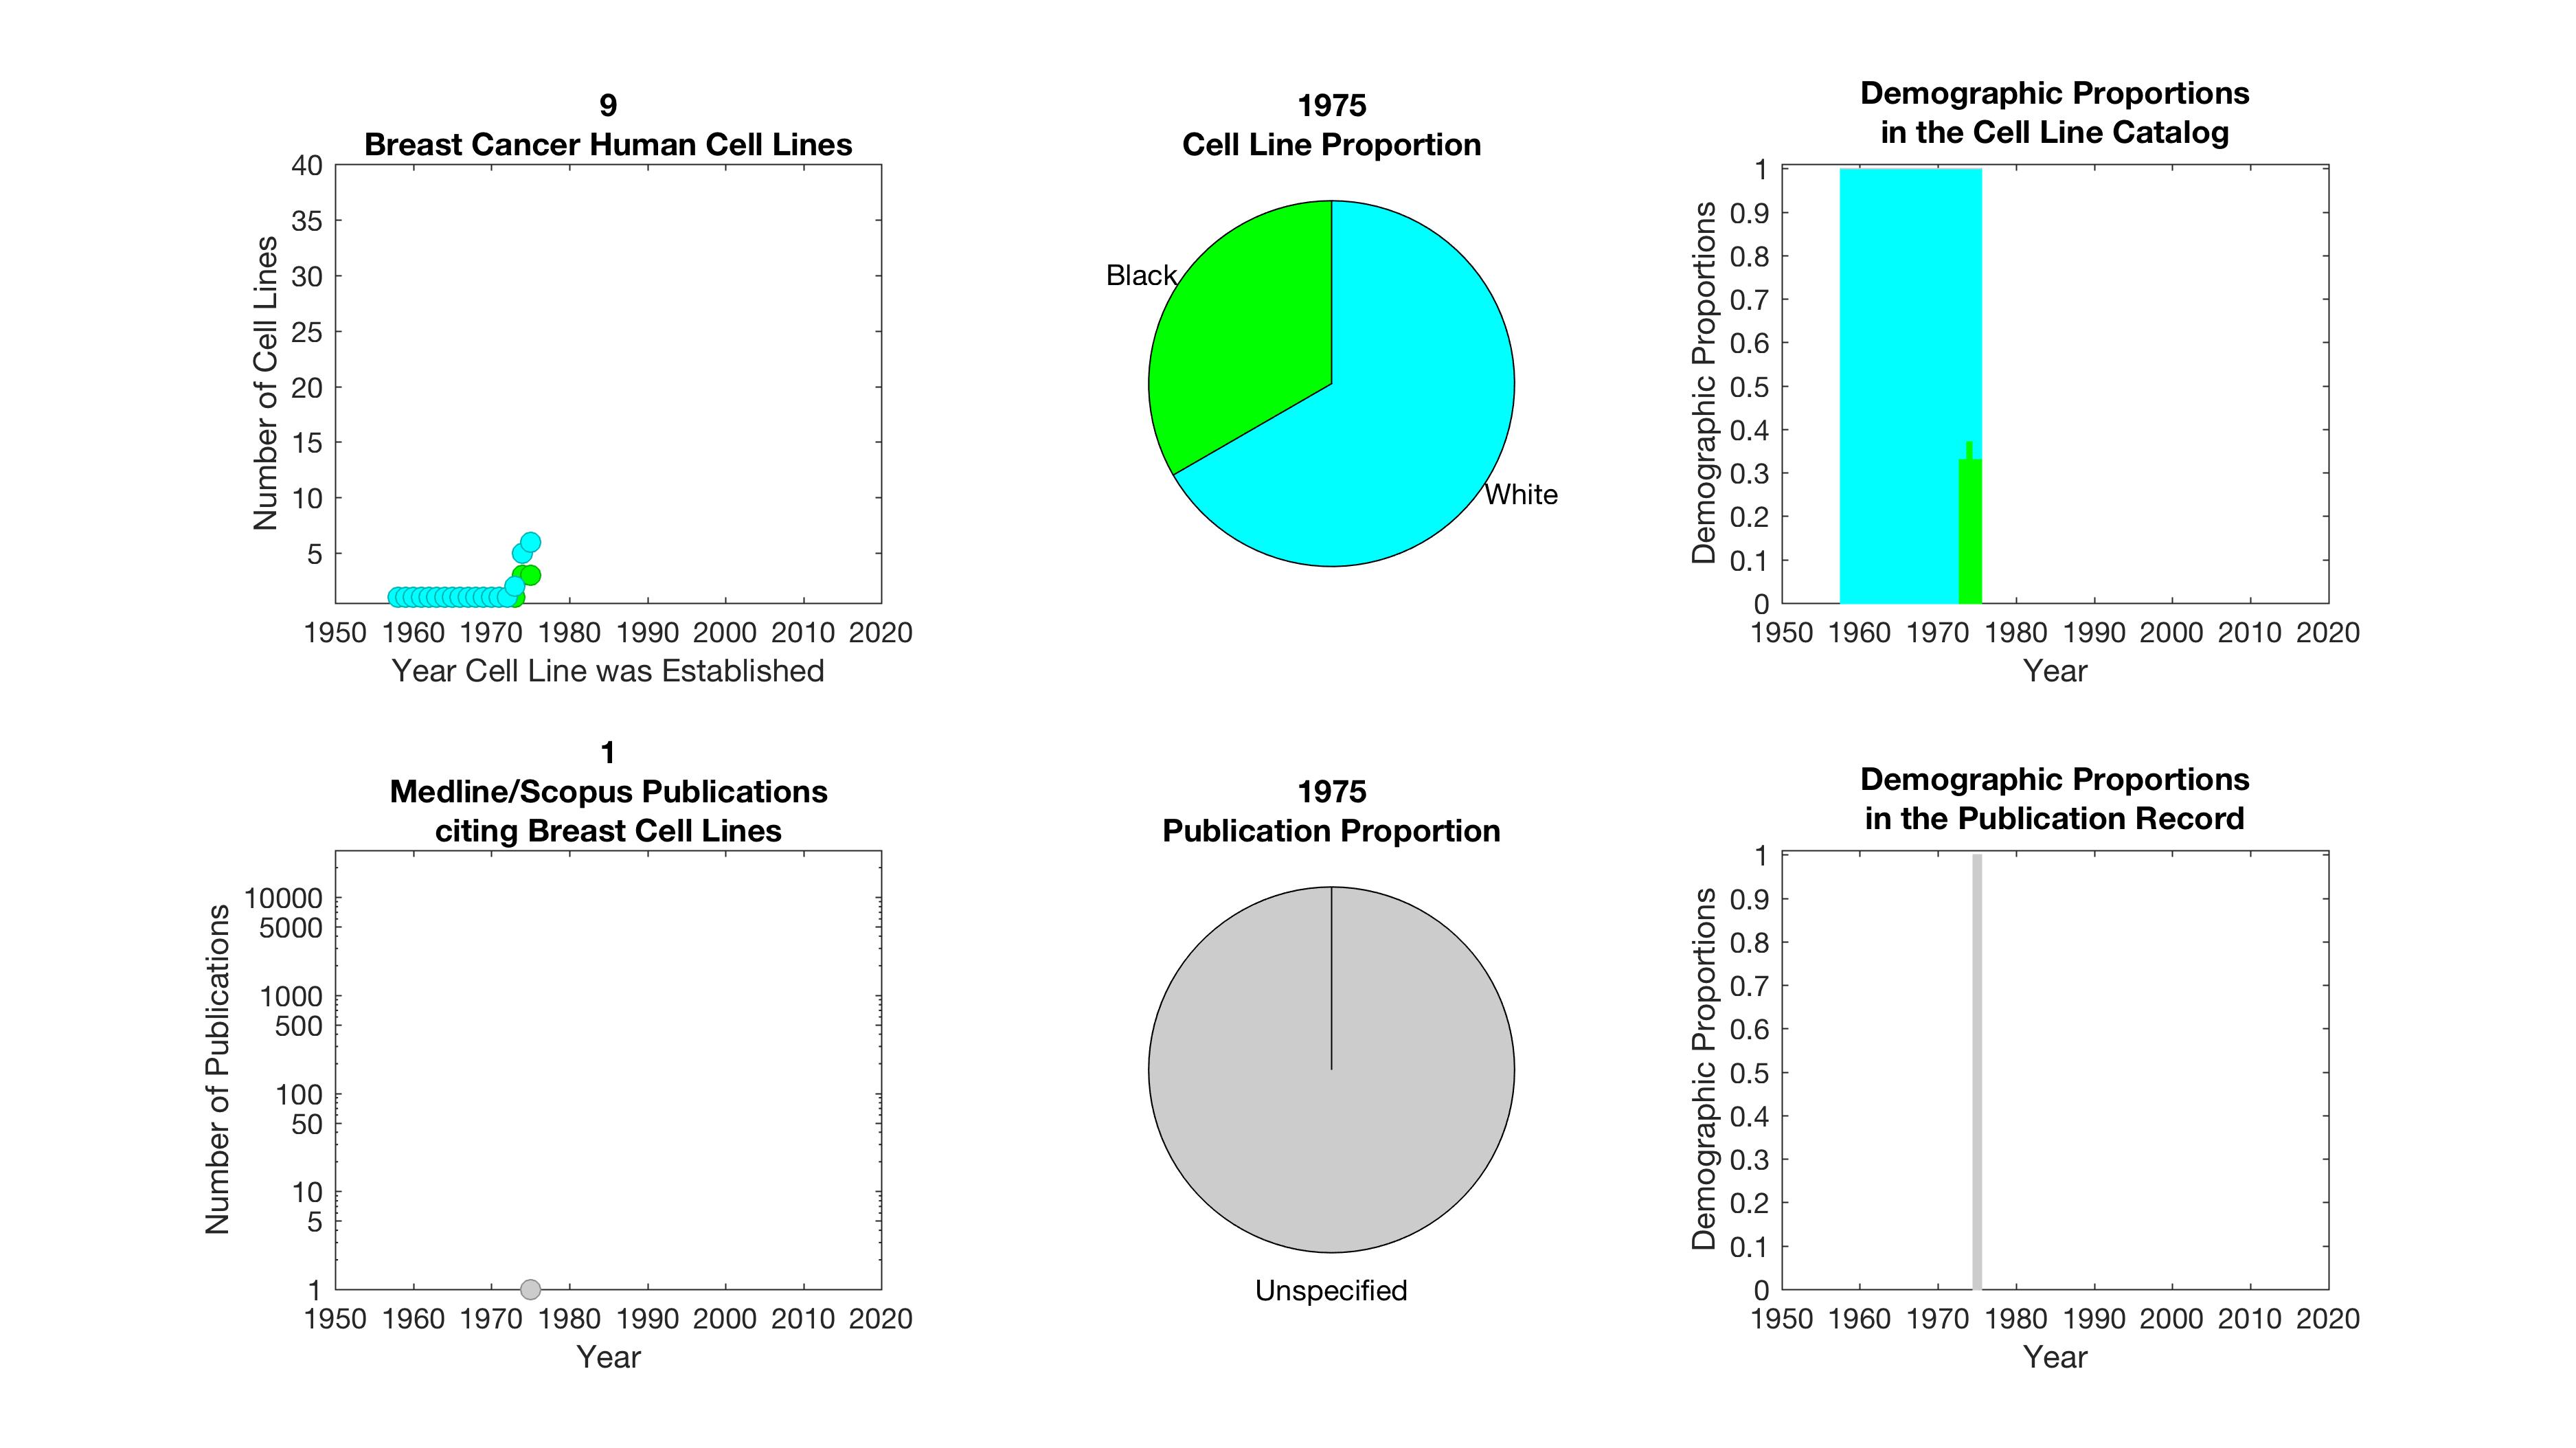 9
Breast Cancer Human Cell Lines
Number of Cell Lines
40
35
30
25
20
15
10
5
1950 1960 1970 1980 1990 2000 2010 2020
Year Cell Line was Established
1975
Cell Line Proportion
Black
White
Demographic Proportions
in the Cell Line Catalog
Demographic Proportions
1
0.9
0.8
0.7
0.6
0.5
0.4
0.3
0.2
0.1
0
1950 1960 1970 1980 1990 2000 2010 2020
Year
1
Medline/Scopus Publications
citing Breast Cell Lines
Number of Publications
10000
5000
1000
500
100
50
10
5
1
1950 1960 1970 1980 1990 2000 2010 2020
Year
1975
Publication Proportion
Unspecified
Demographic Proportions
in the Publication Record
Demographic Proportions
1
0.9
0.8
0.7
0.6
0.5
0.4
0.3
0.2
0.1
0
1950 1960 1970 1980 1990 2000 2010 2020
Year